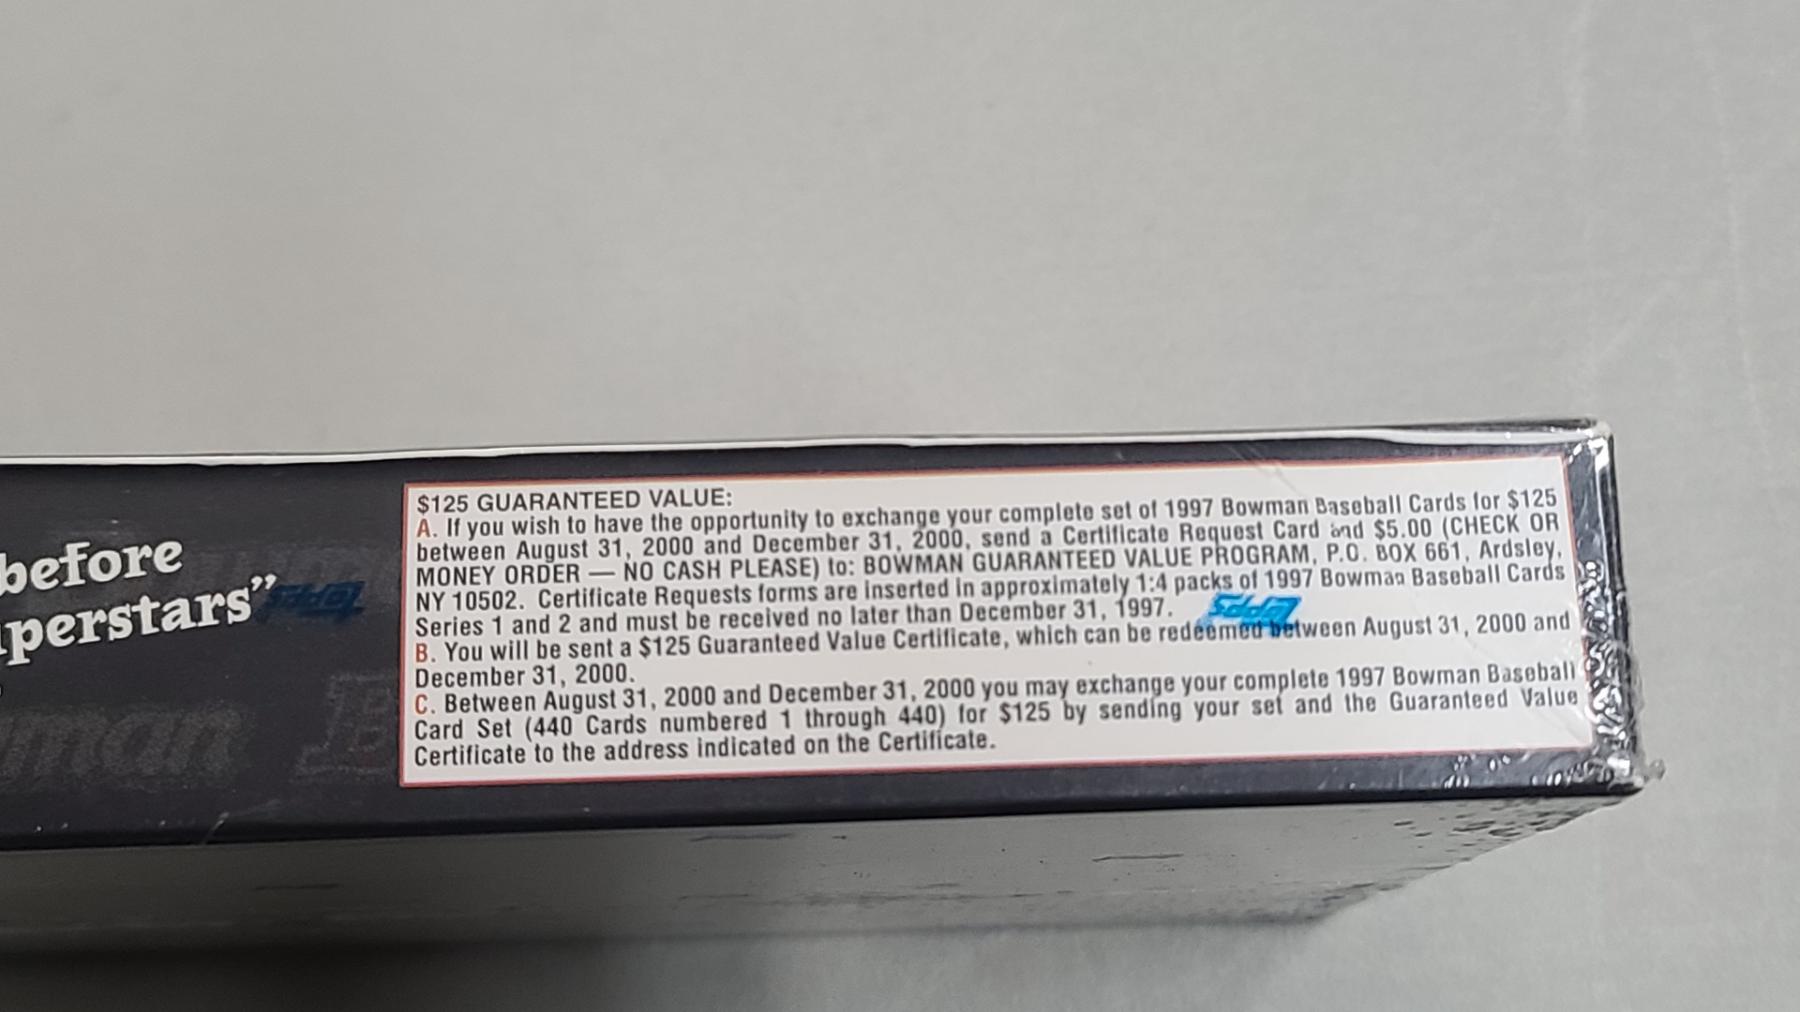 before
perstars”
Topps
man
B
$125 GUARANTEED VALUE:
A. If you wish to have the opportunity to exchange your complete set of 1997 Bowman Baseball Cards for $125
between August 31, 2000 and December 31, 2000, send a Certificate Request Card and $5.00 (CHECK OR
MONEY ORDER — NO CASH PLEASE) to: BOWMAN GUARANTEED VALUE PROGRAM, P.O. BOX 661, Ardsley,
NY 10502. Certificate Requests forms are inserted in approximately 1:4 packs of 1997 Bowman Baseball Cards
Series 1 and 2 and must be received no later than December 31, 1997.
Topps
B. You will be sent a $125 Guaranteed Value Certificate, which can be redeemed between August 31, 2000 and
December 31, 2000.
C. Between August 31, 2000 and December 31, 2000 you may exchange your complete 1997 Bowman Baseball
Card Set (440 Cards numbered 1 through 440) for $125 by sending your set and the Guaranteed Value
Certificate to the address indicated on the Certificate.